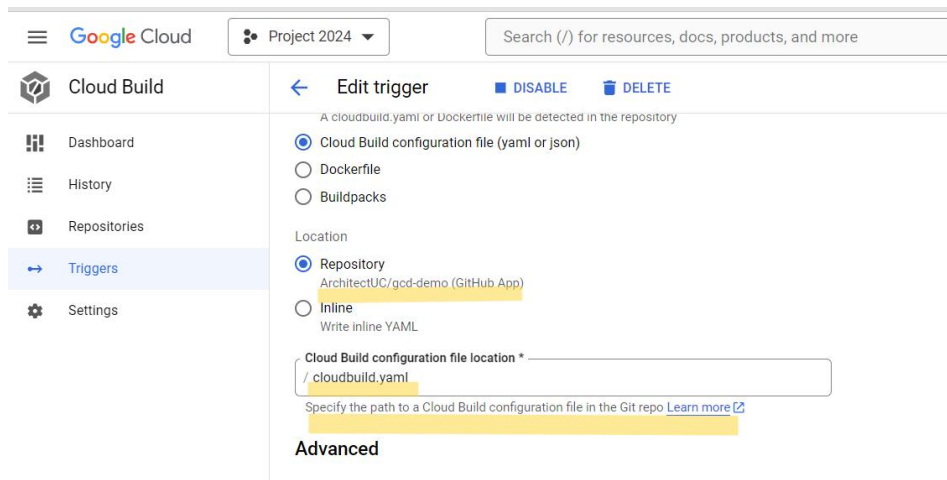 Google Cloud
Project 2024
Search (/) for resources, docs, products, and more
Cloud Build
Edit trigger
DISABLE
DELETE
Dashboard
History
Repositories
Triggers
Settings
A cloudbuild.yaml or Dockerfile will be detected in the repository
Cloud Build configuration file (yaml or json)
Dockerfile
Buildpacks
Location
Repository
ArchitectUC/gcd-demo (GitHub App)
Inline
Write inline YAML
Cloud Build configuration file location *
/ cloudbuild.yaml
Specify the path to a Cloud Build configuration file in the Git repo Learn more
Advanced